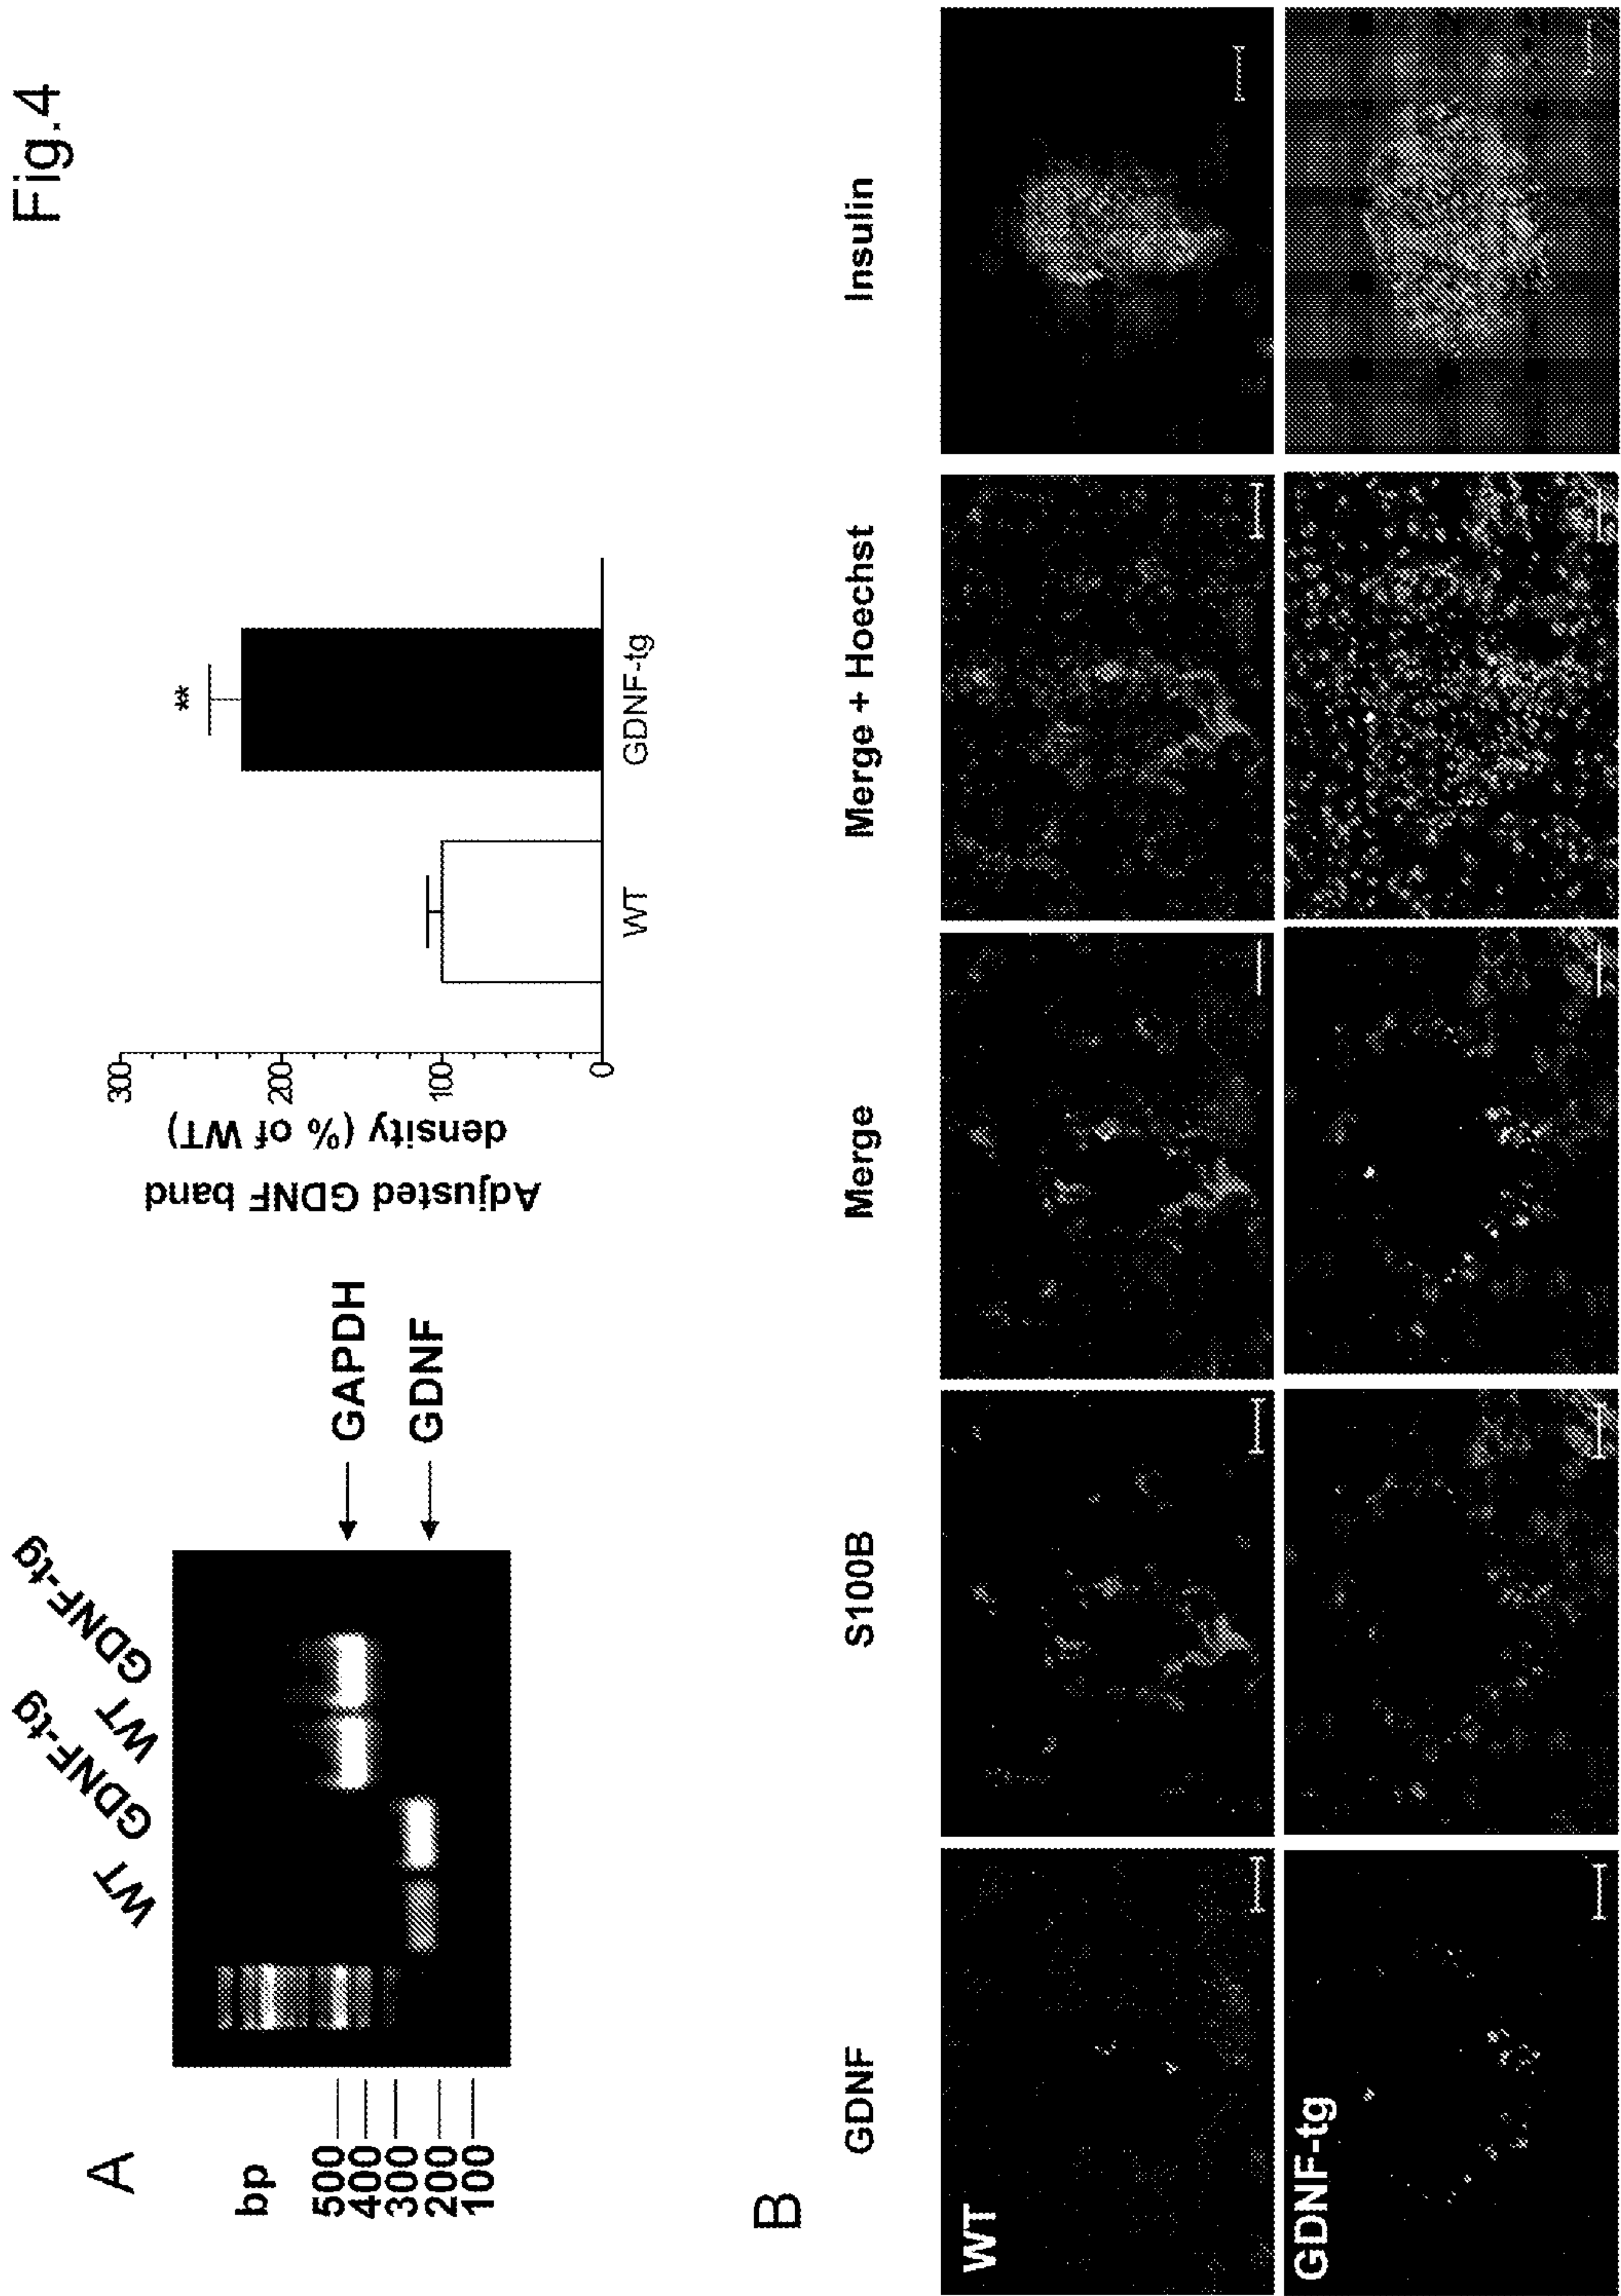 Fig.4
A
WT GDNF-tg WT GDNF-tg
bp
500
400
300
200
100
GAPDH
GDNF
Adjusted GDNF band
density (% of WT)
300
200
100
0
WT
GDNF-tg
**
B
GDNF
S100B
Merge
Merge + Hoechst
Insulin
WT
GDNF-tg